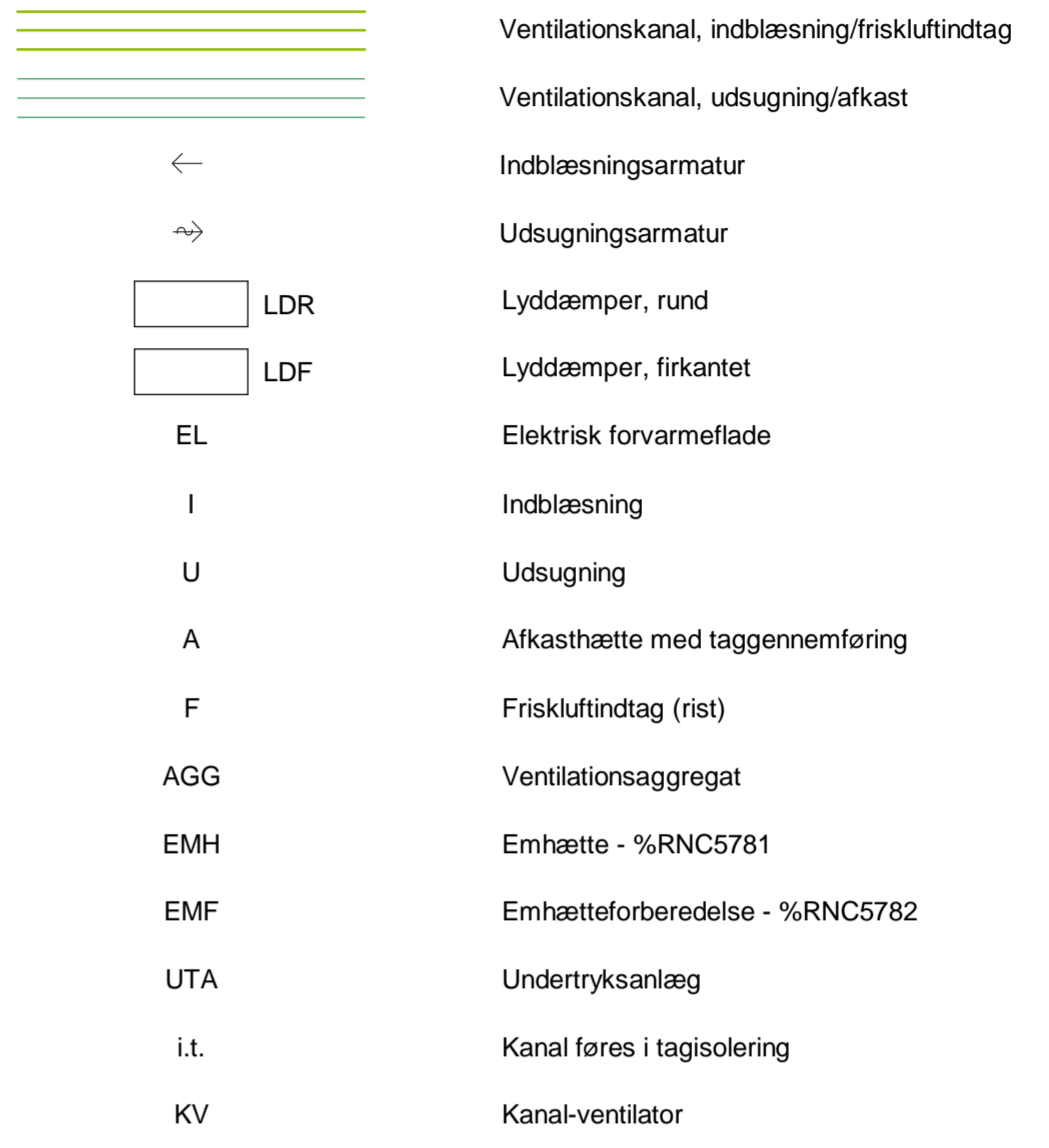 Ventilationskanal, indblæsning/friskluftindtag
Ventilationskanal, udsugning/afkast
Indblæsningsarmatur
Udsugningsarmatur
LDR Lyddæmper, rund
LDF Lyddæmper, firkantet
EL Elektrisk forvarmeflade
I Indblæsning
U Udsugning
A Afkasthætte med taggennemføring
F Friskluftindtag (rist)
AGG Ventilationsaggregat
EMH Emhætte - %RNC5781
EMF Emhætteforberedelse - %RNC5782
UTA Undertryksanlæg
i.t. Kanal føres i tagisolering
KV Kanal-ventilator